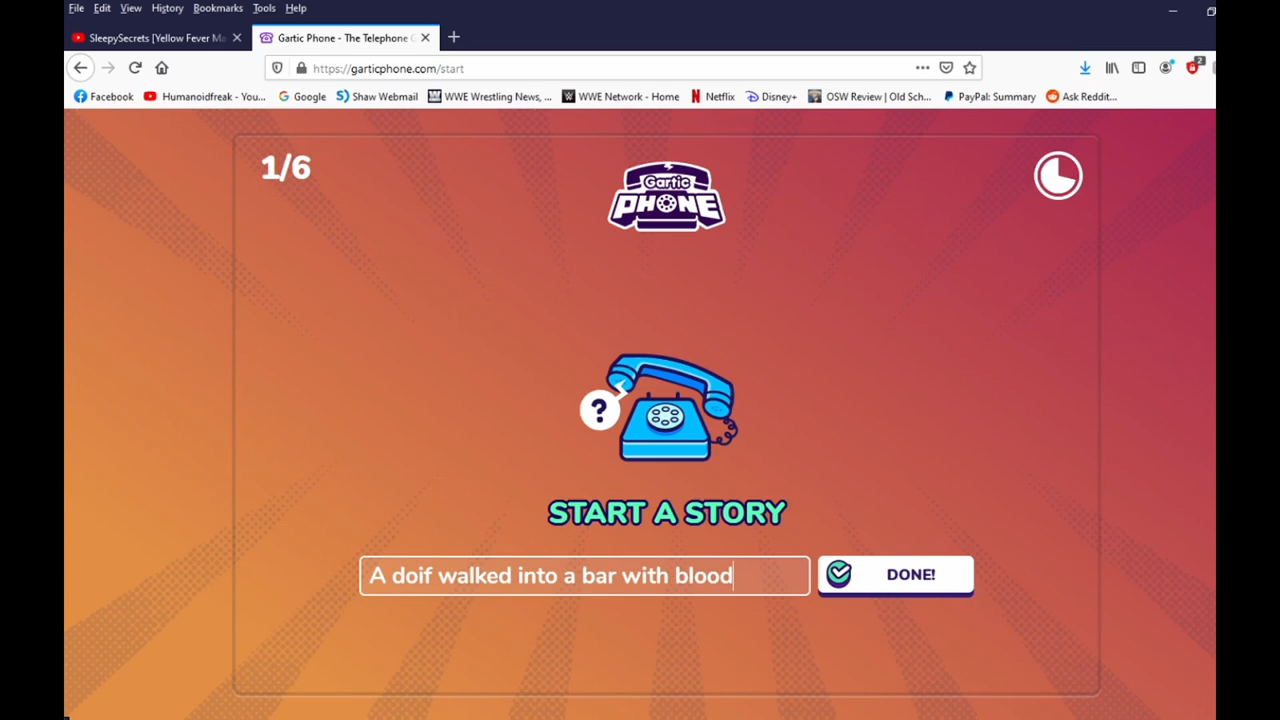 File Edit View History Bookmarks Tools Help
SleepySecrets [Yellow Fever Ma
Gartic Phone - The Telephone G
https://garticphone.com/start
2
Facebook Humanoidfreak - You... Google Shaw Webmail WWE Wrestling News, ... WWE Network - Home Netflix Disney+ OSW Review | Old Sch... PayPal: Summary Ask Reddit...
1/6
Gartic
PHONE
?
START A STORY
A doif walked into a bar with blood
DONE!